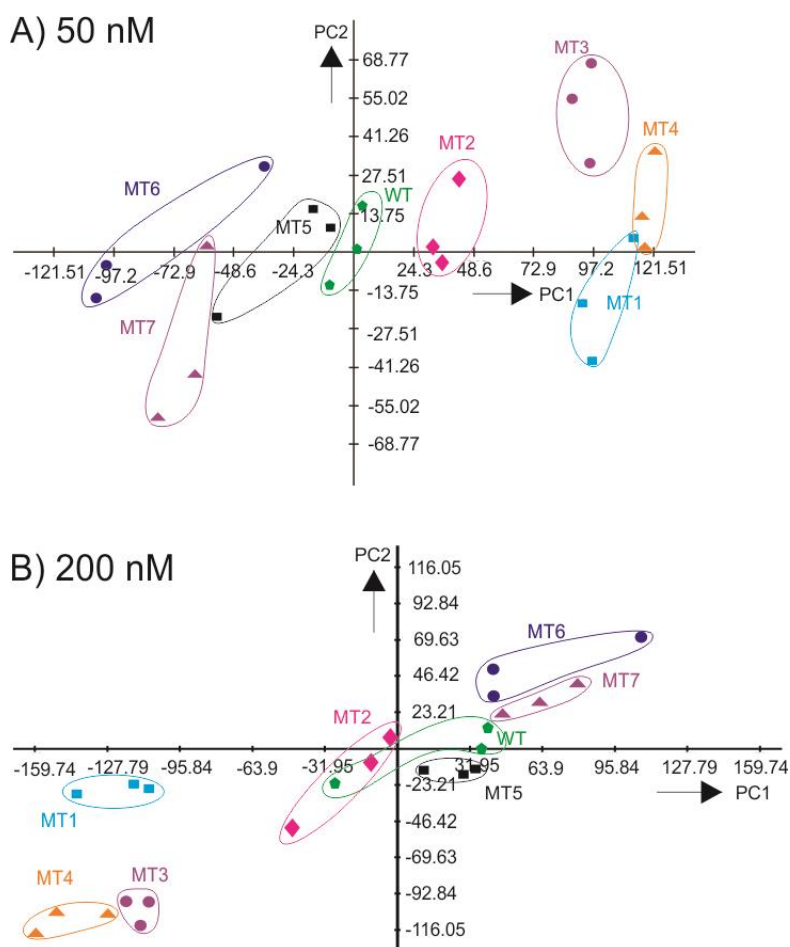 A) 50 nM
PC2
68.77
55.02
41.26
27.51
13.75
MT3
MT4
MT2
MT6
WT
MT5
-121.51 -97.2 -72.9 -48.6 -24.3 24.3 48.6 72.9 97.2 121.51
-13.75 PC1 MT1
MT7
-27.51
-41.26
-55.02
-68.77
B) 200 nM
PC2
116.05
92.84
69.63
46.42
23.21
MT6
MT7
MT2
WT
-159.74 -127.79 -95.84 -63.9 -31.95 31.95 63.9 95.84 127.79 159.74
-23.21 MT5 PC1
MT1
-46.42
-69.63
MT4 MT3
-92.84
-116.05